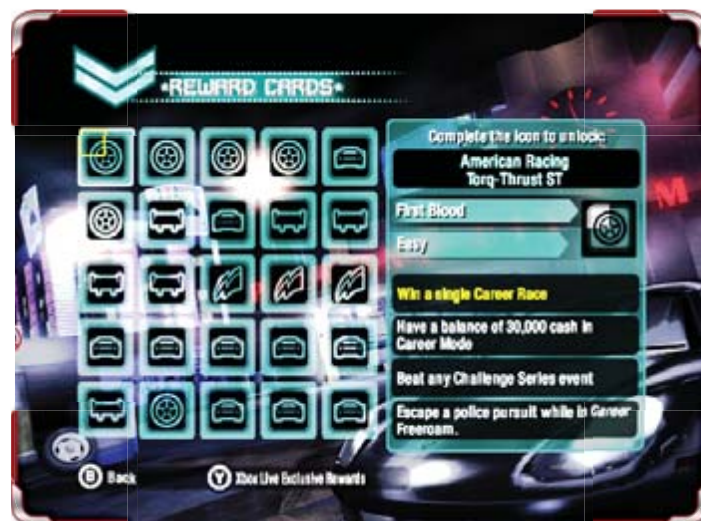 •REWARD CARDS•
Complete the icon to unlock:
American Racing
Torq-Thrust ST
First Blood
Easy
Win a single Career Race
Have a balance of 30,000 cash in
Career Mode
Beat any Challenge Series event
Escape a police pursuit while in Career
Freeroam.
M
B Back
Y Xbox Live Exclusive Rewards